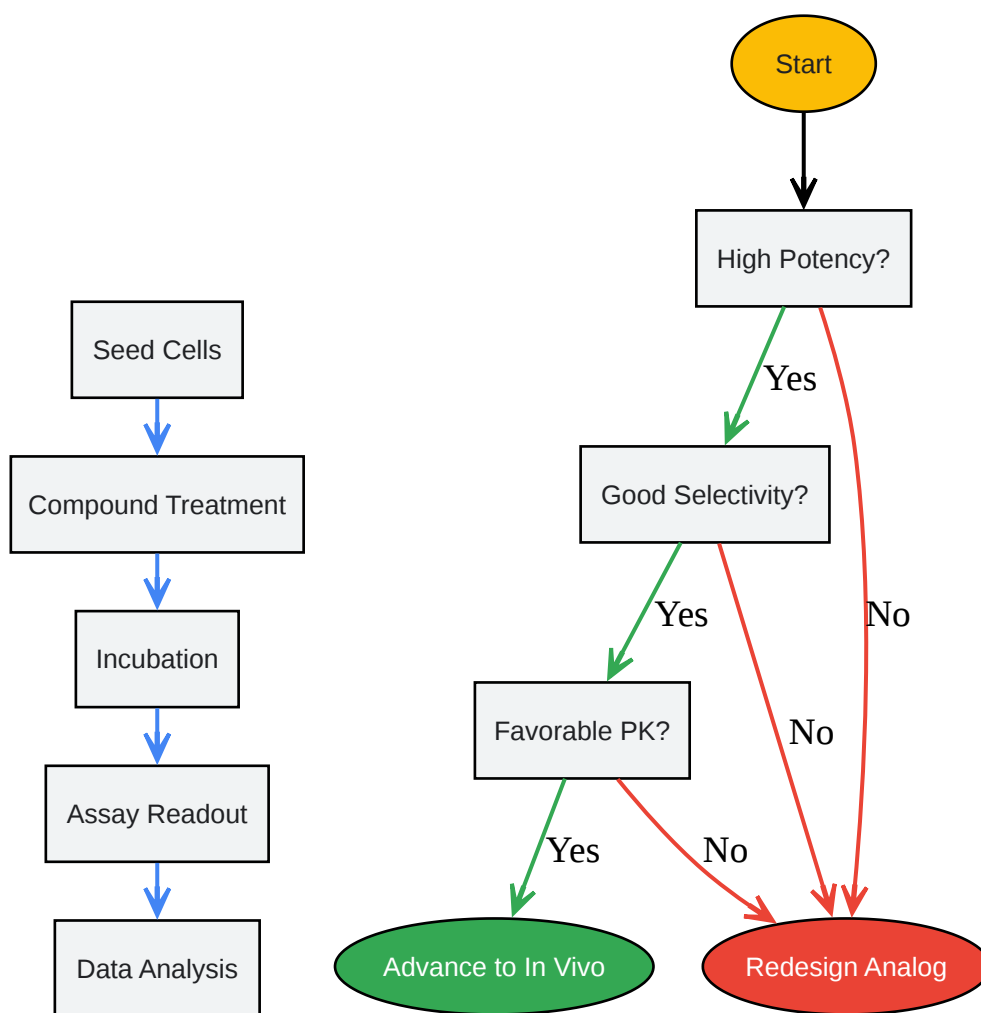 Seed Cells
Compound Treatment
Incubation
Assay Readout
Data Analysis
Start
High Potency?
Yes
No
Good Selectivity?
Yes
No
Favorable PK?
Yes
No
Advance to In Vivo
Redesign Analog